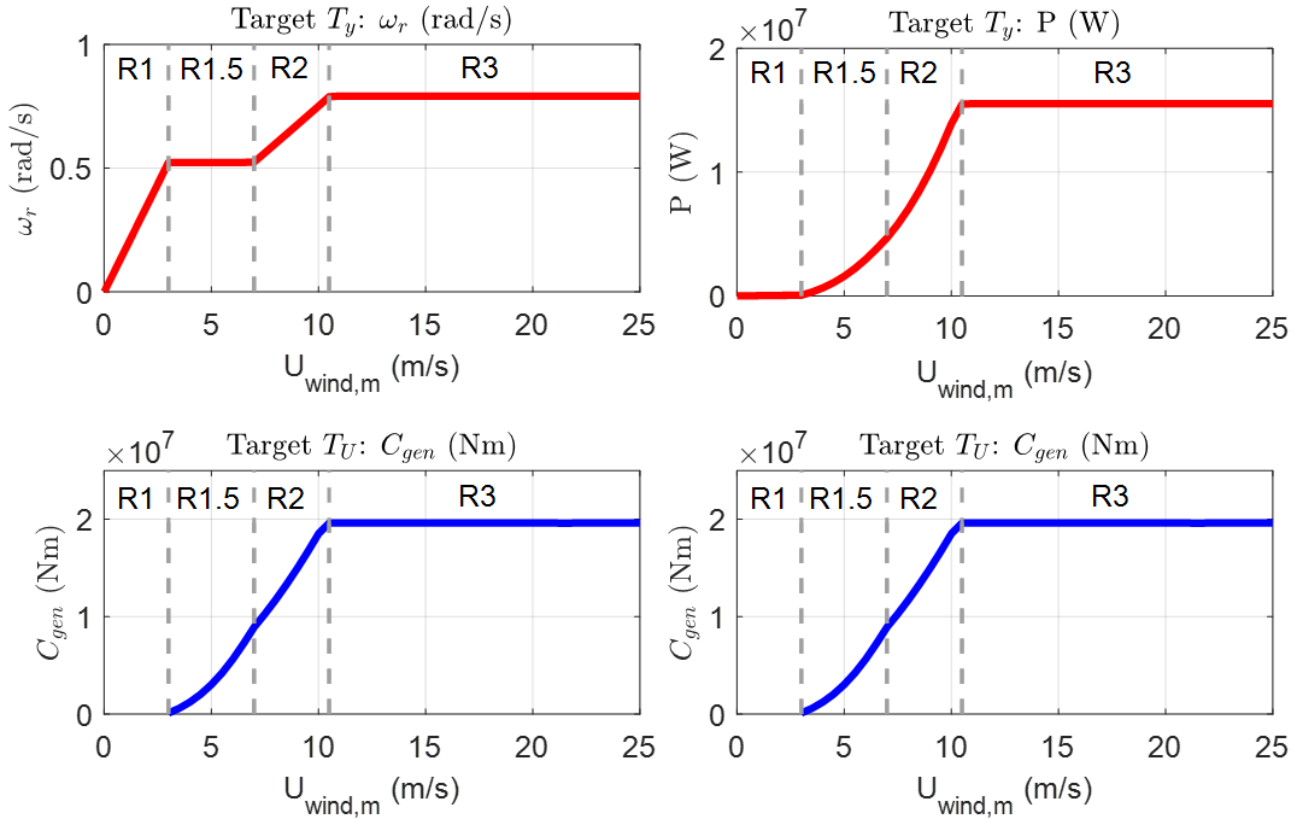 Target T_y: ω_r (rad/s)
1
0.5
0
ω_r (rad/s)
R1 R1.5 R2 R3
0 5 10 15 20 25
U_wind,m (m/s)
Target T_y: P (W)
×10^7
2
1
0
P (W)
R1 R1.5 R2 R3
0 5 10 15 20 25
U_wind,m (m/s)
Target T_U: C_gen (Nm)
×10^7
2
1
0
C_gen (Nm)
R1 R1.5 R2 R3
0 5 10 15 20 25
U_wind,m (m/s)
Target T_U: C_gen (Nm)
×10^7
2
1
0
C_gen (Nm)
R1 R1.5 R2 R3
0 5 10 15 20 25
U_wind,m (m/s)